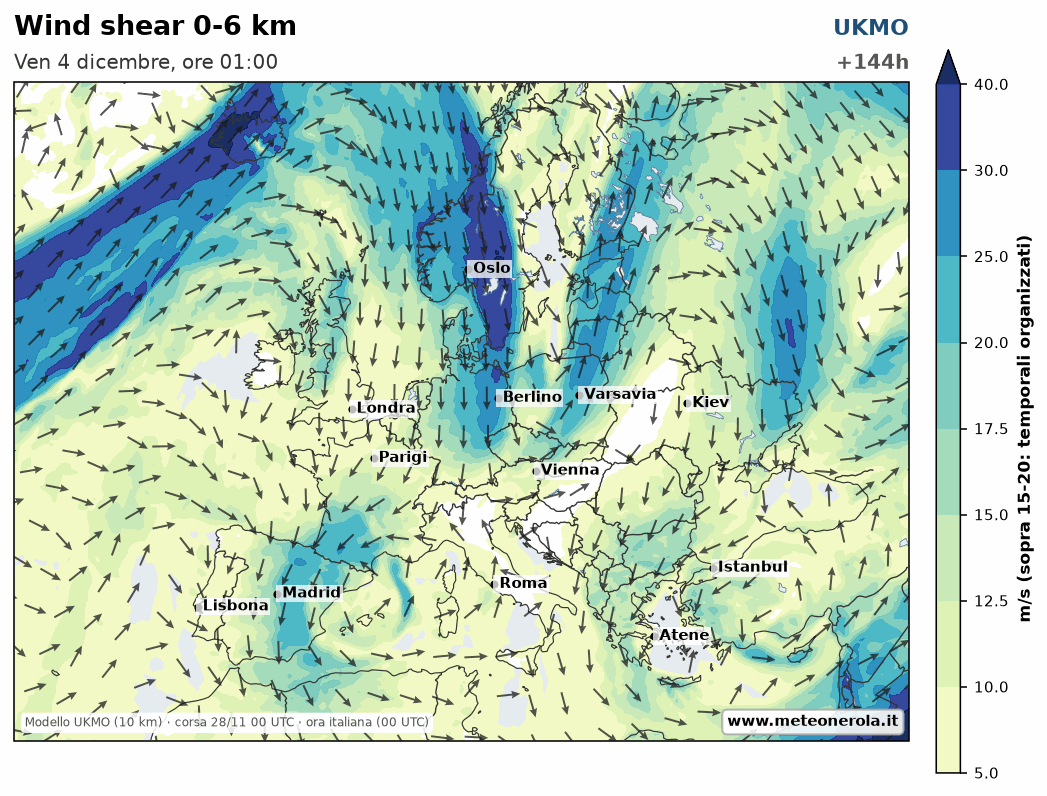 Wind shear 0-6 km
UKMO
Ven 4 dicembre, ore 01:00
+144h
40.0
30.0
25.0
20.0
17.5
15.0
12.5
10.0
5.0
m/s (sopra 15-20: temporali organizzati)
Oslo
Londra
Berlino
Varsavia
Kiev
Parigi
Vienna
Istanbul
Roma
Madrid
Lisbona
Atene
Modello UKMO (10 km) · corsa 28/11 00 UTC · ora italiana (00 UTC)
www.meteonerola.it